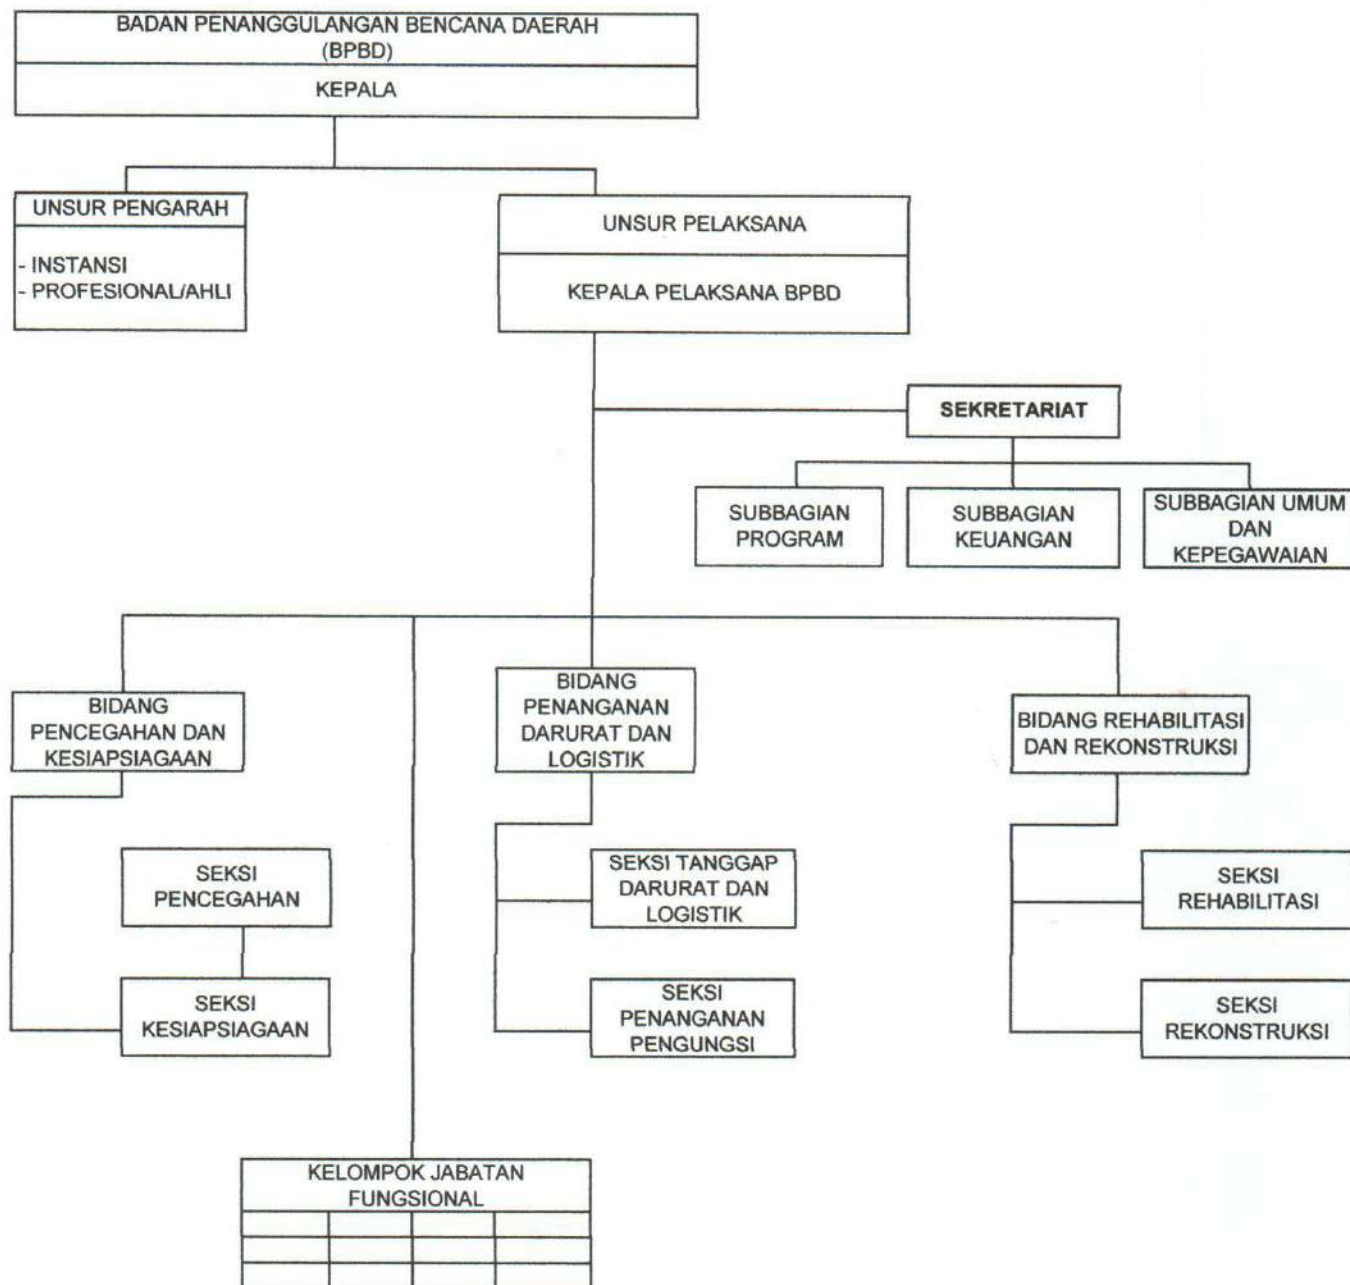 BADAN PENANGGULANGAN BENCANA DAERAH
(BPBD)
KEPALA
UNSUR PENGARAH
- INSTANSI
- PROFESIONAL/AHLI
UNSUR PELAKSANA
KEPALA PELAKSANA BPBD
SEKRETARIAT
SUBBAGIAN
PROGRAM
SUBBAGIAN
KEUANGAN
SUBBAGIAN UMUM
DAN
KEPEGAWAIAN
BIDANG
PENCEGAHAN DAN
KESIAPSIAGAAN
BIDANG
PENANGANAN
DARURAT DAN
LOGISTIK
BIDANG REHABILITASI
DAN REKONSTRUKSI
SEKSI
PENCEGAHAN
SEKSI TANGGAP
DARURAT DAN
LOGISTIK
SEKSI
REHABILITASI
SEKSI
KESIAPSIAGAAN
SEKSI
PENANGANAN
PENGUNGSI
SEKSI
REKONSTRUKSI
KELOMPOK JABATAN
FUNGSIONAL